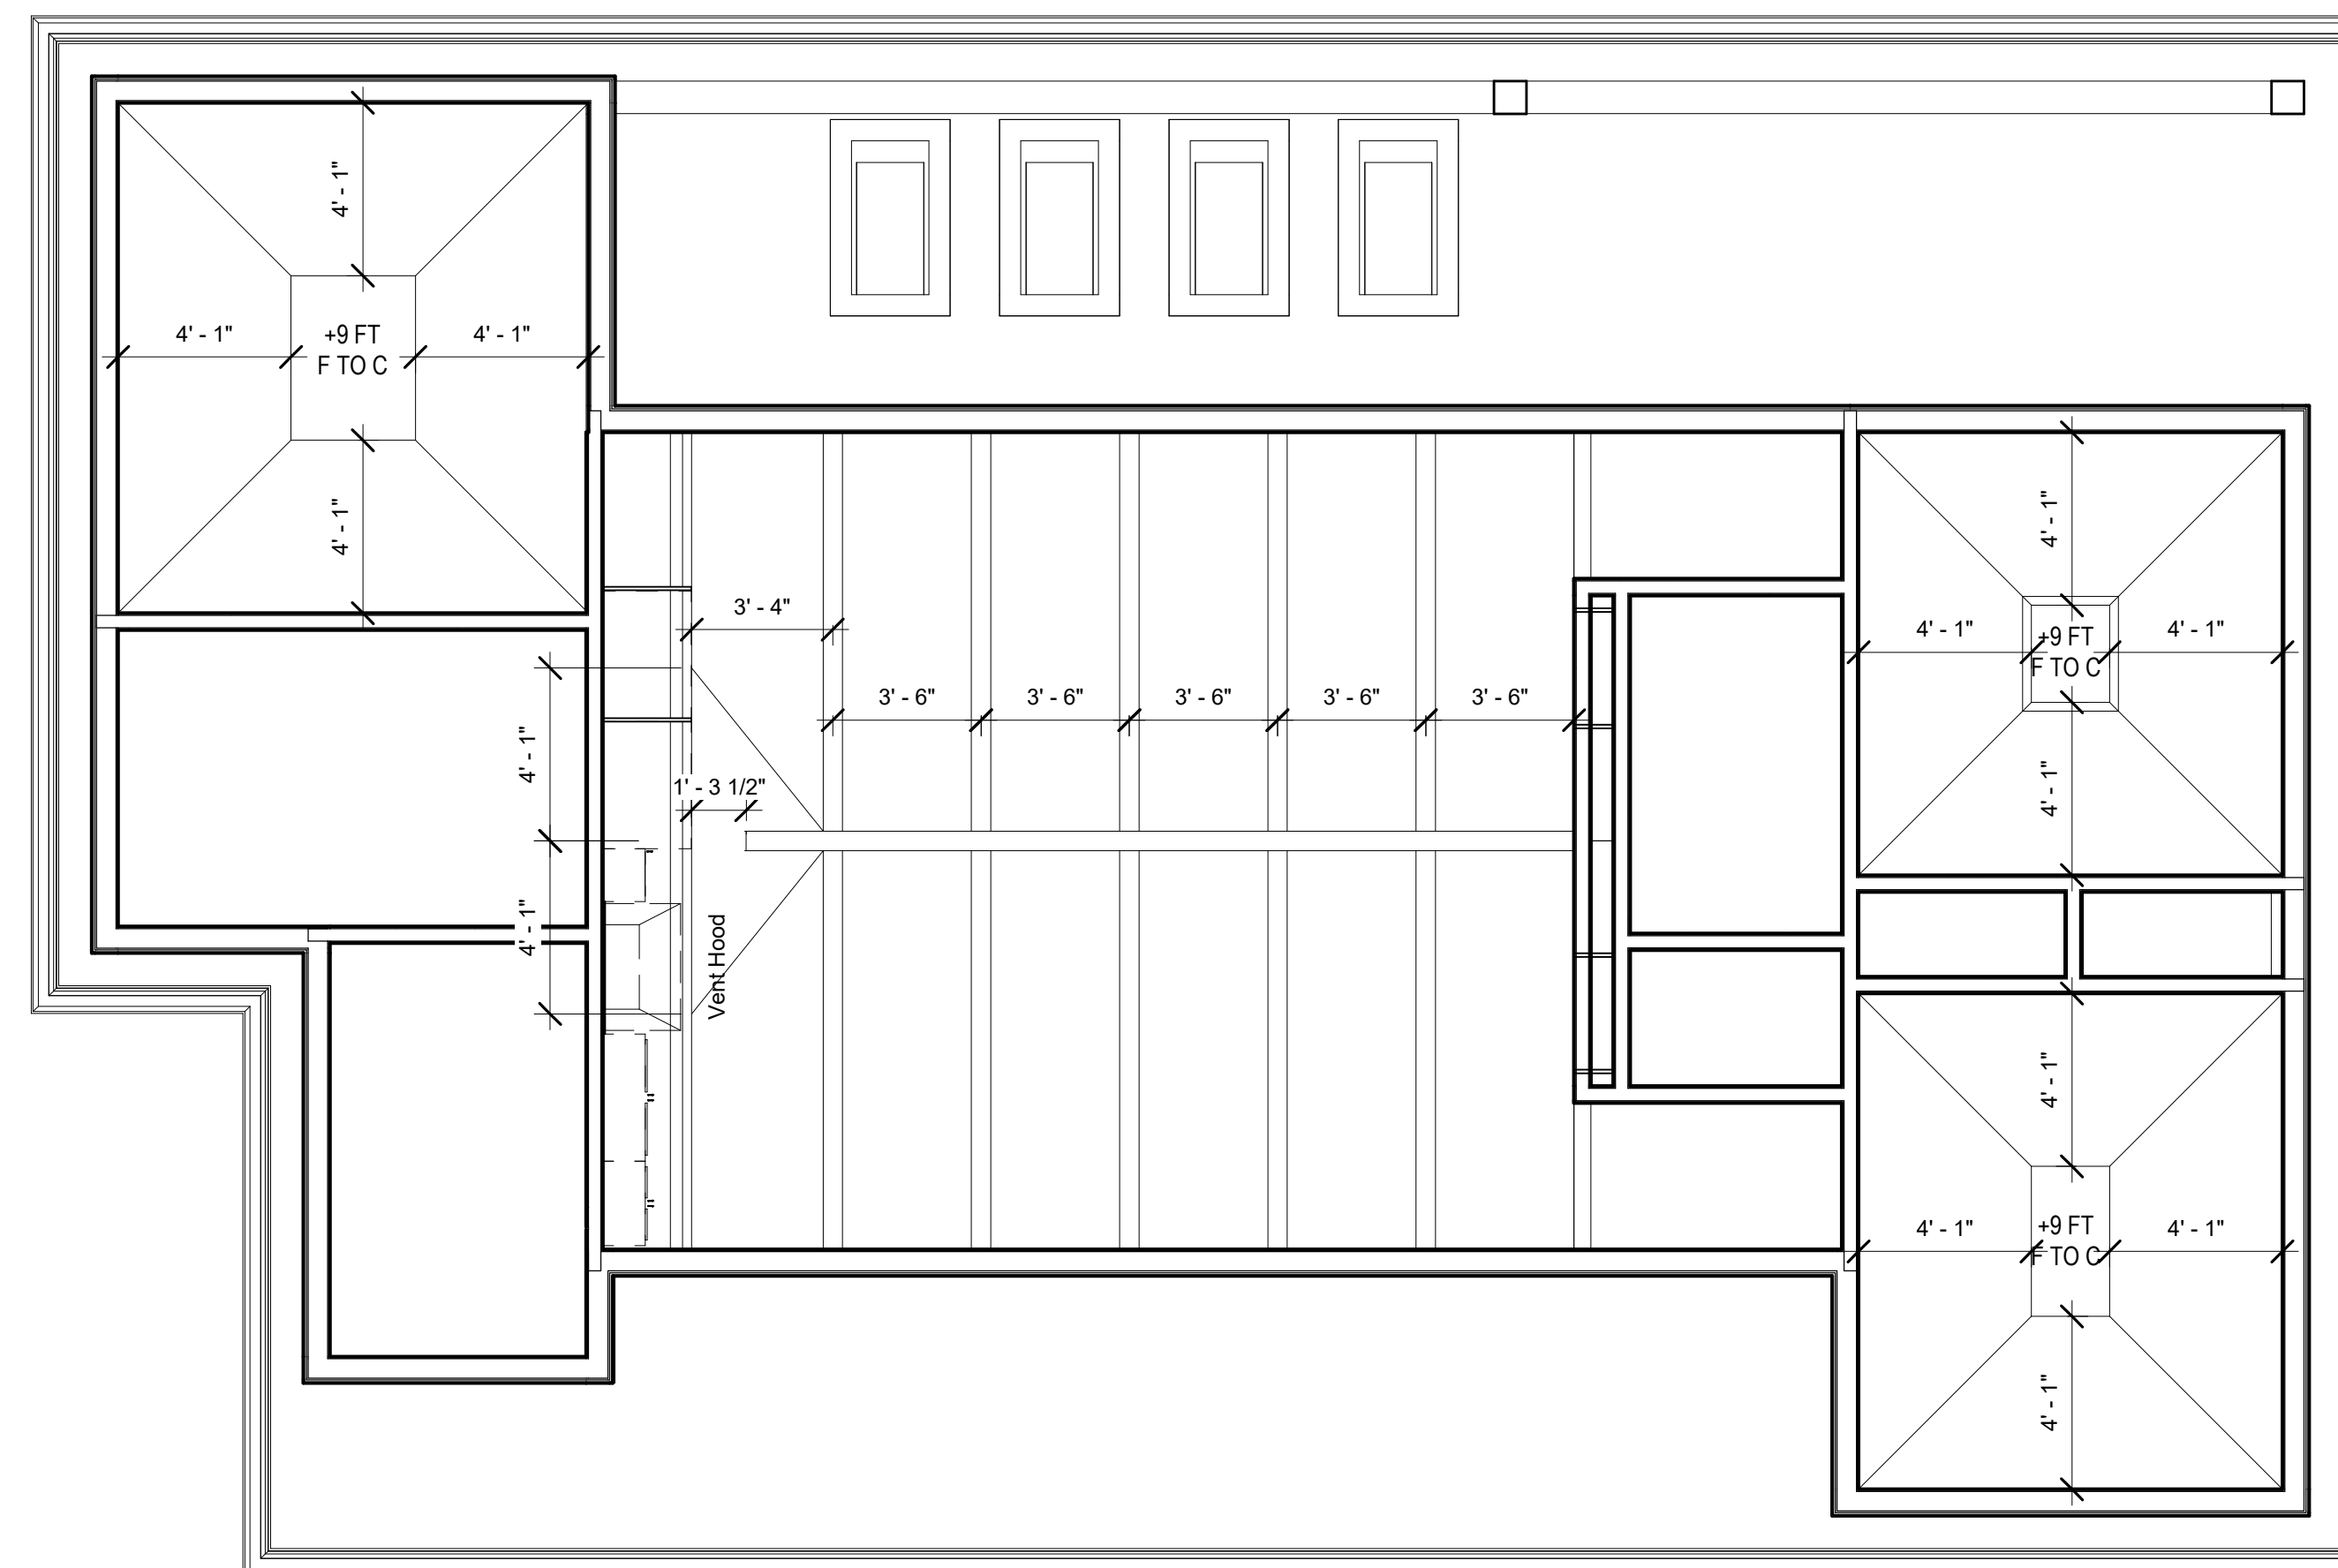 4' - 1"
4' - 1"
+9 FT
F TO C
4' - 1"
4' - 1"
3' - 4"
3' - 6"
3' - 6"
3' - 6"
3' - 6"
3' - 6"
4' - 1"
1' - 3 1/2"
4' - 1"
Vent Hood
4' - 1"
4' - 1"
+9 FT
F TO C
4' - 1"
4' - 1"
4' - 1"
4' - 1"
+9 FT
F TO C
4' - 1"
4' - 1"